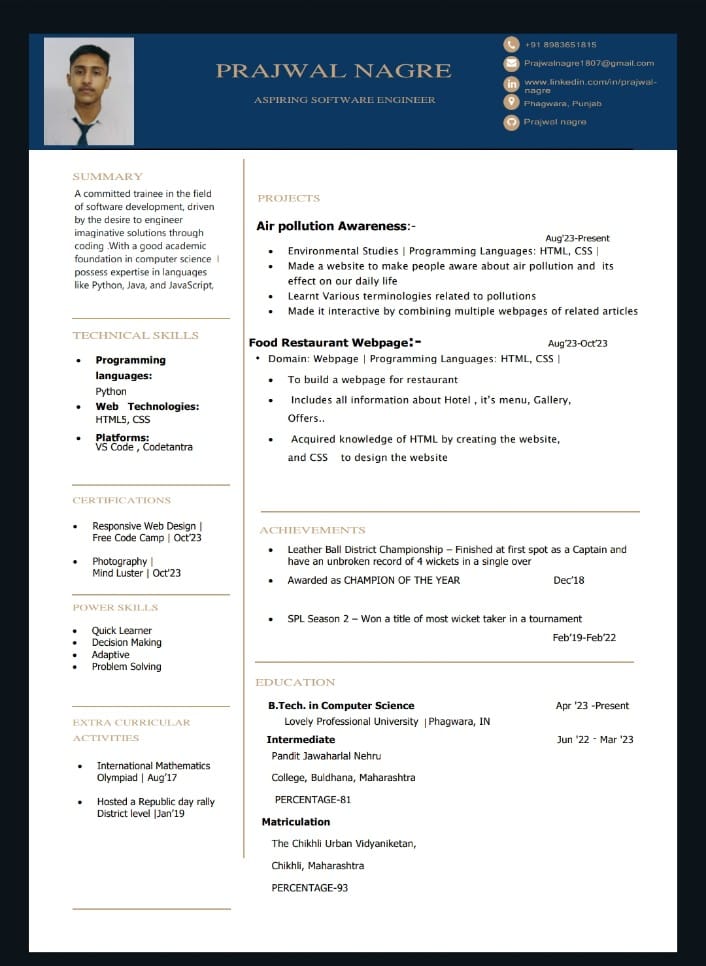 PRAJWAL NAGRE
ASPIRING SOFTWARE ENGINEER
+91 8983651815
Prajwalnagre1807@gmail.com
www.linkedin.com/in/prajwal-
nagre
Phagwara, Punjab
Prajwal nagre
SUMMARY
A committed trainee in the field
of software development, driven
by the desire to engineer
imaginative solutions through
coding .With a good academic
foundation in computer science I
possess expertise in languages
like Python, Java, and JavaScript,
TECHNICAL SKILLS
• Programming
languages:
Python
• Web Technologies:
HTML5, CSS
• Platforms:
VS Code , Codetantra
CERTIFICATIONS
• Responsive Web Design |
Free Code Camp | Oct'23
• Photography |
Mind Luster | Oct'23
POWER SKILLS
• Quick Learner
• Decision Making
• Adaptive
• Problem Solving
EXTRA CURRICULAR
ACTIVITIES
• International Mathematics
Olympiad | Aug'17
• Hosted a Republic day rally
District level |Jan'19
PROJECTS
Air pollution Awareness:-
Aug'23-Present
• Environmental Studies | Programming Languages: HTML, CSS |
• Made a website to make people aware about air pollution and its
effect on our daily life
• Learnt Various terminologies related to pollutions
• Made it interactive by combining multiple webpages of related articles
Food Restaurant Webpage:- Aug'23-Oct'23
• Domain: Webpage | Programming Languages: HTML, CSS |
• To build a webpage for restaurant
• Includes all information about Hotel , it's menu, Gallery,
Offers..
• Acquired knowledge of HTML by creating the website,
and CSS to design the website
ACHIEVEMENTS
• Leather Ball District Championship – Finished at first spot as a Captain and
have an unbroken record of 4 wickets in a single over
• Awarded as CHAMPION OF THE YEAR Dec'18
• SPL Season 2 – Won a title of most wicket taker in a tournament
Feb'19-Feb'22
EDUCATION
B.Tech. in Computer Science Apr '23 -Present
Lovely Professional University |Phagwara, IN
Intermediate Jun '22 - Mar '23
Pandit Jawaharlal Nehru
College, Buldhana, Maharashtra
PERCENTAGE-81
Matriculation
The Chikhli Urban Vidyaniketan,
Chikhli, Maharashtra
PERCENTAGE-93